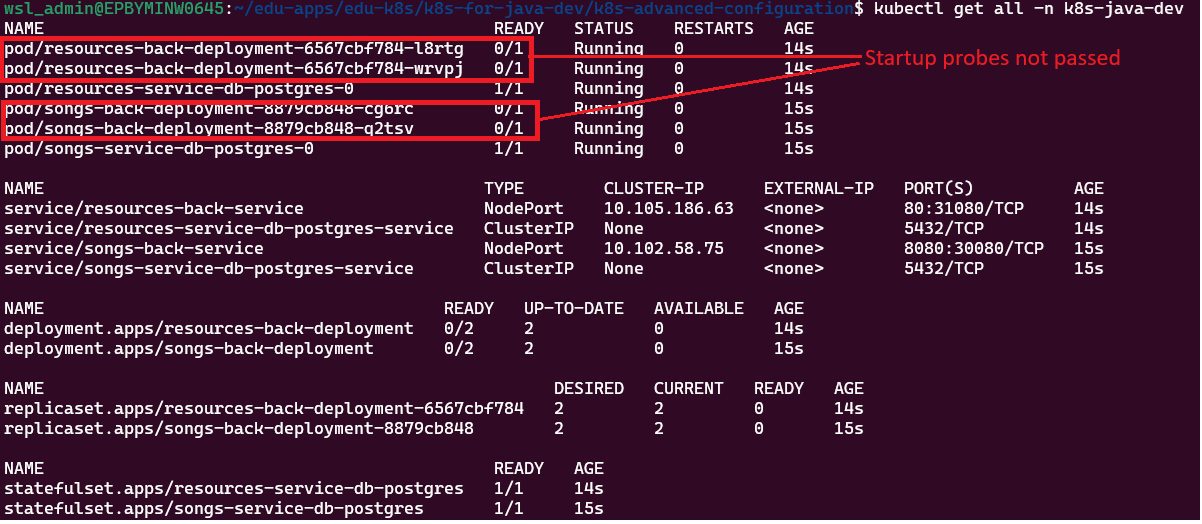 wsl_admin@EPBYMINW0645:~/edu-apps/edu-k8s/k8s-for-java-dev/k8s-advanced-configuration$ kubectl get all -n k8s-java-dev
NAME READY STATUS RESTARTS AGE
pod/resources-back-deployment-6567cbf784-l8rtg 0/1 Running 0 14s
pod/resources-back-deployment-6567cbf784-wrvpj 0/1 Running 0 14s
Startup probes not passed
pod/resources-service-db-postgres-0 1/1 Running 0 14s
pod/songs-back-deployment-8879cb848-cg6rc 0/1 Running 0 15s
pod/songs-back-deployment-8879cb848-q2tsv 0/1 Running 0 15s
pod/songs-service-db-postgres-0 1/1 Running 0 15s
NAME TYPE CLUSTER-IP EXTERNAL-IP PORT(S) AGE
service/resources-back-service NodePort 10.105.186.63 <none> 80:31080/TCP 14s
service/resources-service-db-postgres-service ClusterIP None <none> 5432/TCP 14s
service/songs-back-service NodePort 10.102.58.75 <none> 8080:30080/TCP 15s
service/songs-service-db-postgres-service ClusterIP None <none> 5432/TCP 15s
NAME READY UP-TO-DATE AVAILABLE AGE
deployment.apps/resources-back-deployment 0/2 2 0 14s
deployment.apps/songs-back-deployment 0/2 2 0 15s
NAME DESIRED CURRENT READY AGE
replicaset.apps/resources-back-deployment-6567cbf784 2 2 0 14s
replicaset.apps/songs-back-deployment-8879cb848 2 2 0 15s
NAME READY AGE
statefulset.apps/resources-service-db-postgres 1/1 14s
statefulset.apps/songs-service-db-postgres 1/1 15s